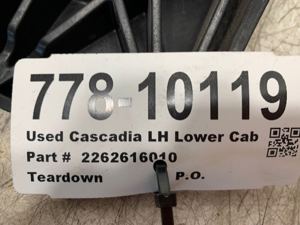 778-10119
Used Cascadia LH Lower Cab
Part # 2262616010
Teardown P.O.